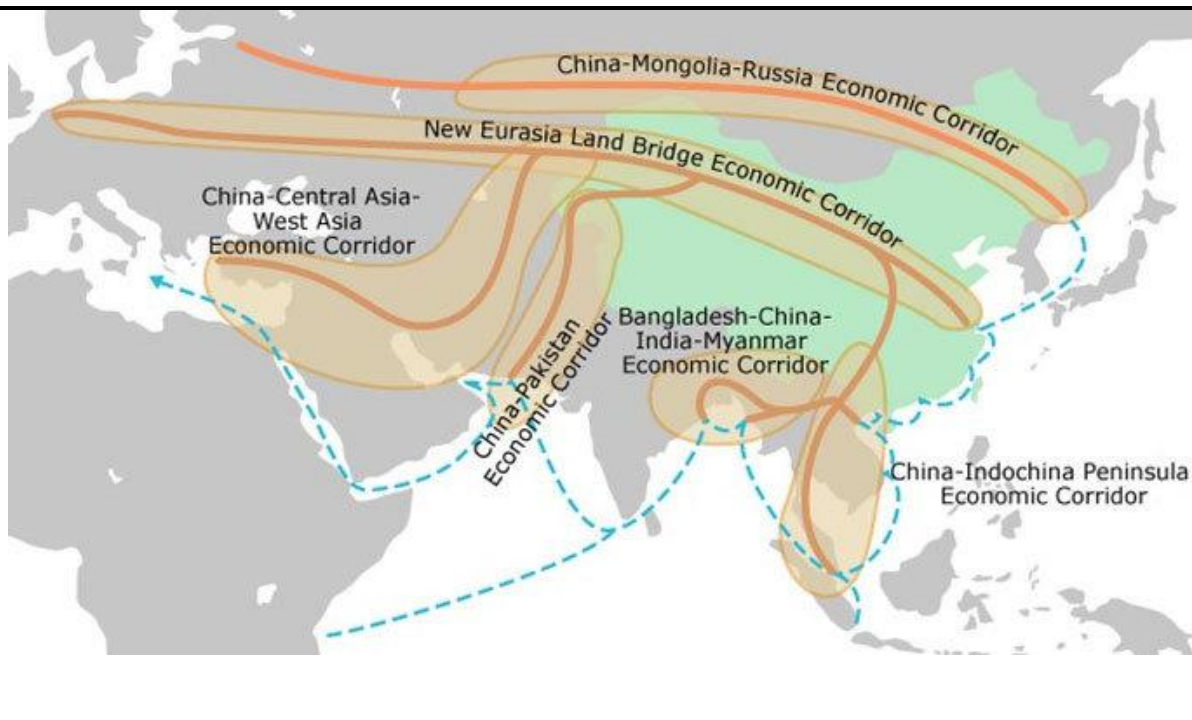 China-Mongolia-Russia Economic Corridor
New Eurasia Land Bridge Economic Corridor
China-Central Asia-
West Asia
Economic Corridor
China-Pakistan
Economic Corridor
Bangladesh-China-
India-Myanmar
Economic Corridor
China-Indochina Peninsula
Economic Corridor